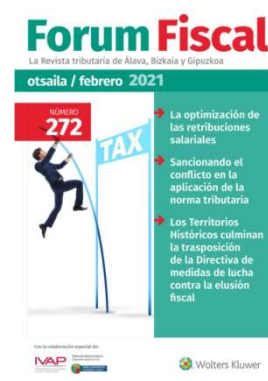 Forum Fiscal
La Revista tributaria de Álava, Bizkaia y Gipuzkoa
otsaila / febrero 2021
NÚMERO
272
TAX
La optimización de
las retribuciones
salariales
Sancionando el
conflicto en la
aplicación de la
norma tributaria
Los Territorios
Históricos culminan
la trasposición
de la Directiva de
medidas de lucha
contra la elusión
fiscal
Con la colaboración especial de:
IVAP
Wolters Kluwer